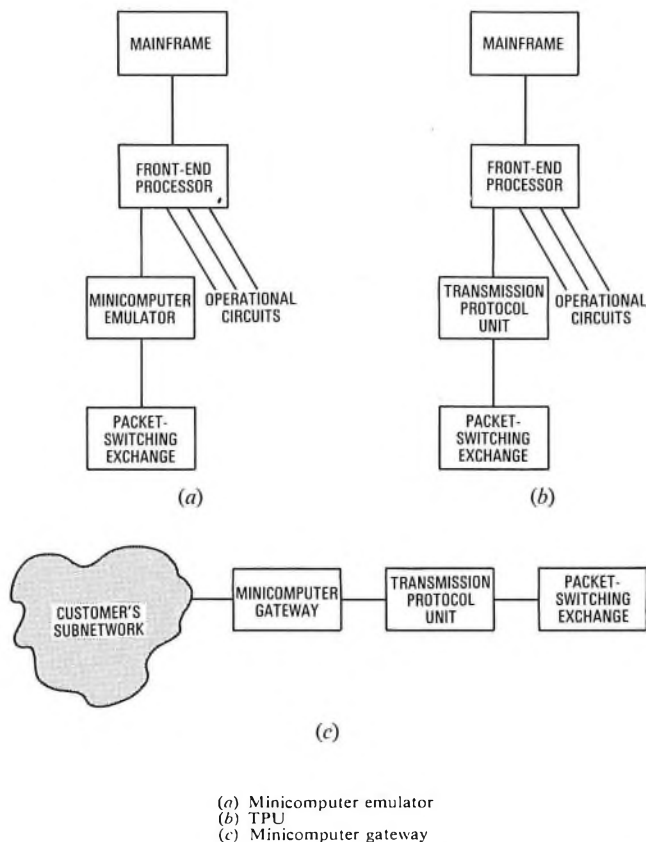 MAINFRAME
FRONT-END
PROCESSOR
MINICOMPUTER
EMULATOR
OPERATIONAL
CIRCUITS
PACKET-
SWITCHING
EXCHANGE
(a)
MAINFRAME
FRONT-END
PROCESSOR
TRANSMISSION
PROTOCOL
UNIT
OPERATIONAL
CIRCUITS
PACKET-
SWITCHING
EXCHANGE
(b)
CUSTOMER'S
SUBNETWORK
MINICOMPUTER
GATEWAY
TRANSMISSION
PROTOCOL
UNIT
PACKET-
SWITCHING
EXCHANGE
(c)
(a) Minicomputer emulator
(b) TPU
(c) Minicomputer gateway